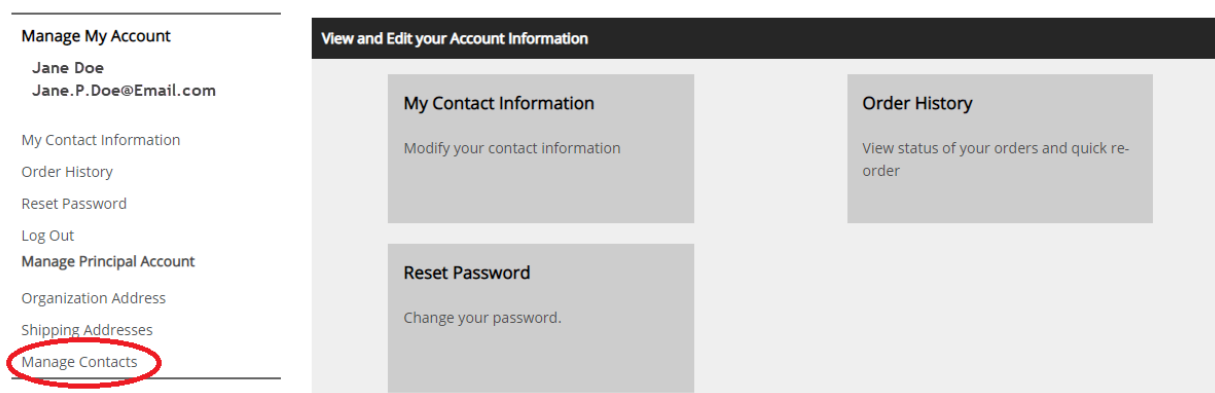 Manage My Account
Jane Doe
Jane.P.Doe@Email.com
My Contact Information
Order History
Reset Password
Log Out
Manage Principal Account
Organization Address
Shipping Addresses
Manage Contacts
View and Edit your Account Information
My Contact Information
Modify your contact information
Order History
View status of your orders and quick re-
order
Reset Password
Change your password.